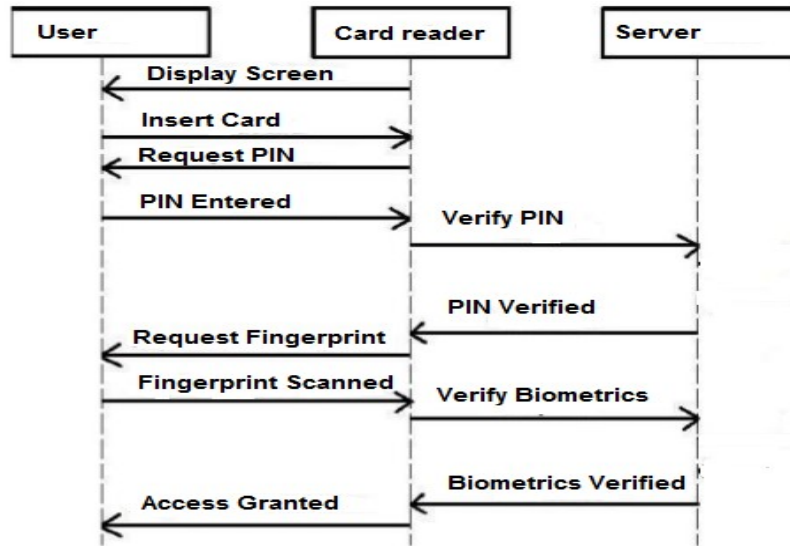 User
Card reader
Server
Display Screen
Insert Card
Request PIN
PIN Entered
Verify PIN
PIN Verified
Request Fingerprint
Fingerprint Scanned
Verify Biometrics
Biometrics Verified
Access Granted